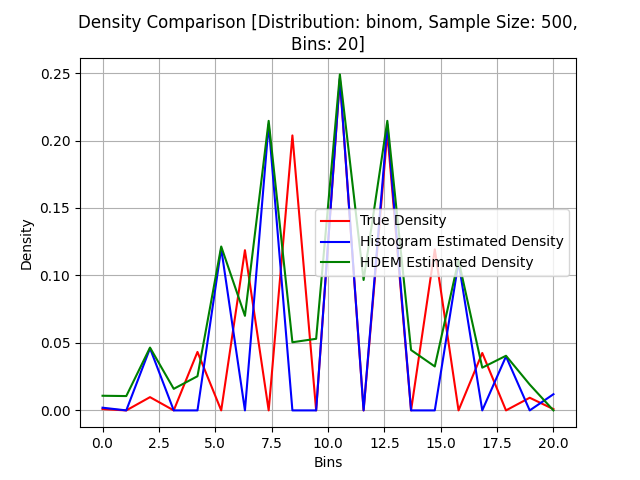 Density Comparison [Distribution: binom, Sample Size: 500,
Bins: 20]
0.25
0.20
0.15
0.10
0.05
0.00
Density
True Density
Histogram Estimated Density
HDEM Estimated Density
0.0 2.5 5.0 7.5 10.0 12.5 15.0 17.5 20.0
Bins